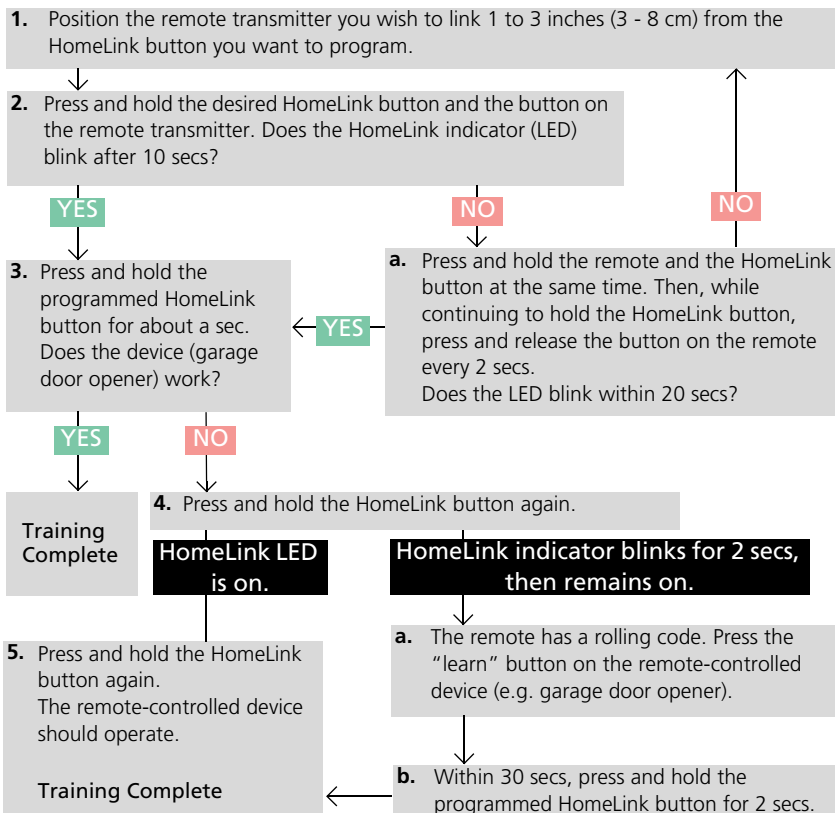 1. Position the remote transmitter you wish to link 1 to 3 inches (3 - 8 cm) from the
HomeLink button you want to program.
2. Press and hold the desired HomeLink button and the button on
the remote transmitter. Does the HomeLink indicator (LED)
blink after 10 secs?
YES
NO
NO
3. Press and hold the
programmed HomeLink
button for about a sec.
Does the device (garage
door opener) work?
YES
a. Press and hold the remote and the HomeLink
button at the same time. Then, while
continuing to hold the HomeLink button,
press and release the button on the remote
every 2 secs.
Does the LED blink within 20 secs?
YES
NO
Training
Complete
4. Press and hold the HomeLink button again.
HomeLink LED
is on.
HomeLink indicator blinks for 2 secs,
then remains on.
a. The remote has a rolling code. Press the
“learn” button on the remote-controlled
device (e.g. garage door opener).
5. Press and hold the HomeLink
button again.
The remote-controlled device
should operate.
Training Complete
b. Within 30 secs, press and hold the
programmed HomeLink button for 2 secs.